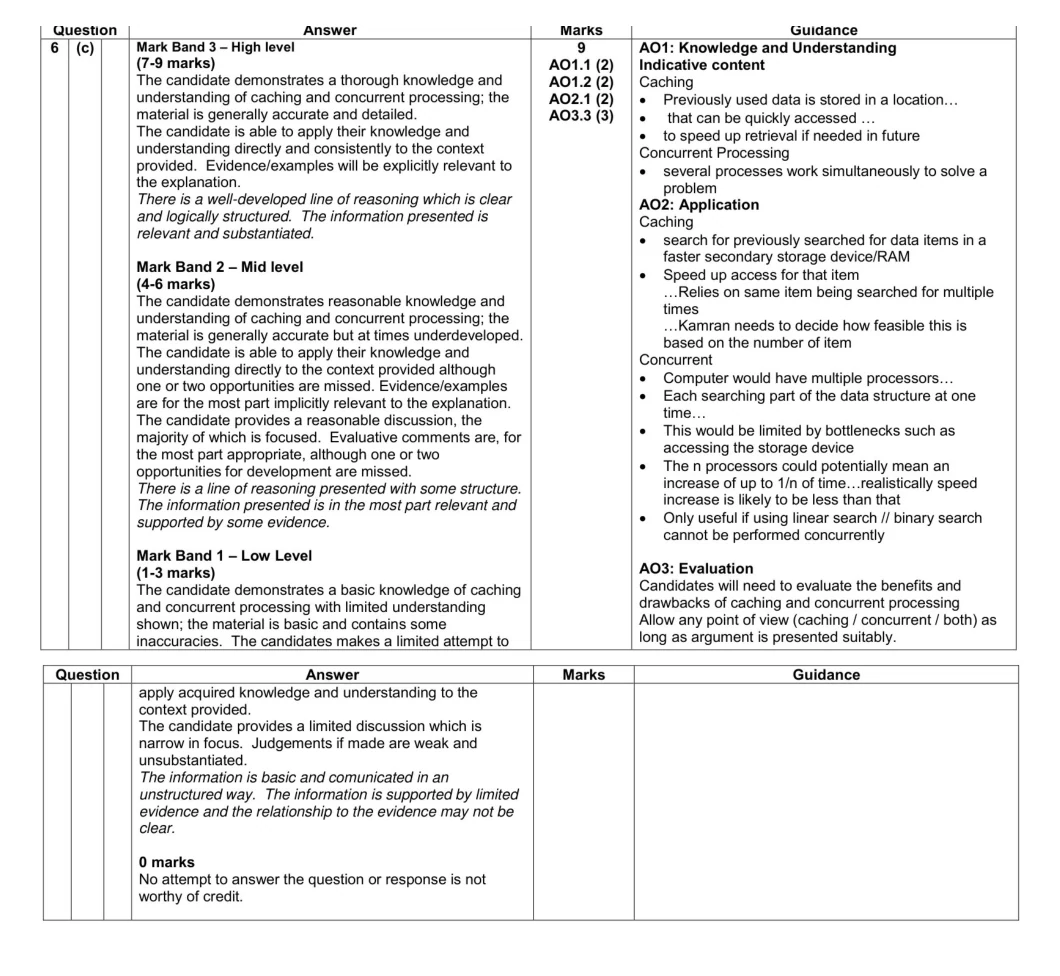 Question Answer Marks Guidance
6 (c) Mark Band 3 – High level
(7-9 marks)
The candidate demonstrates a thorough knowledge and
understanding of caching and concurrent processing; the
material is generally accurate and detailed.
The candidate is able to apply their knowledge and
understanding directly and consistently to the context
provided. Evidence/examples will be explicitly relevant to
the explanation.
There is a well-developed line of reasoning which is clear
and logically structured. The information presented is
relevant and substantiated.
Mark Band 2 – Mid level
(4-6 marks)
The candidate demonstrates reasonable knowledge and
understanding of caching and concurrent processing; the
material is generally accurate but at times underdeveloped.
The candidate is able to apply their knowledge and
understanding directly to the context provided although
one or two opportunities are missed. Evidence/examples
are for the most part implicitly relevant to the explanation.
The candidate provides a reasonable discussion, the
majority of which is focused. Evaluative comments are, for
the most part appropriate, although one or two
opportunities for development are missed.
There is a line of reasoning presented with some structure.
The information presented is in the most part relevant and
supported by some evidence.
Mark Band 1 – Low Level
(1-3 marks)
The candidate demonstrates a basic knowledge of caching
and concurrent processing with limited understanding
shown; the material is basic and contains some
inaccuracies. The candidates makes a limited attempt to
9
AO1.1 (2)
AO1.2 (2)
AO2.1 (2)
AO3.3 (3)
AO1: Knowledge and Understanding
Indicative content
Caching
• Previously used data is stored in a location…
• that can be quickly accessed …
• to speed up retrieval if needed in future
Concurrent Processing
• several processes work simultaneously to solve a
problem
AO2: Application
Caching
• search for previously searched for data items in a
faster secondary storage device/RAM
• Speed up access for that item
…Relies on same item being searched for multiple
times
…Kamran needs to decide how feasible this is
based on the number of item
Concurrent
• Computer would have multiple processors…
• Each searching part of the data structure at one
time…
• This would be limited by bottlenecks such as
accessing the storage device
• The n processors could potentially mean an
increase of up to 1/n of time…realistically speed
increase is likely to be less than that
• Only useful if using linear search // binary search
cannot be performed concurrently
AO3: Evaluation
Candidates will need to evaluate the benefits and
drawbacks of caching and concurrent processing
Allow any point of view (caching / concurrent / both) as
long as argument is presented suitably.
Question Answer Marks Guidance
apply acquired knowledge and understanding to the
context provided.
The candidate provides a limited discussion which is
narrow in focus. Judgements if made are weak and
unsubstantiated.
The information is basic and comunicated in an
unstructured way. The information is supported by limited
evidence and the relationship to the evidence may not be
clear.
0 marks
No attempt to answer the question or response is not
worthy of credit.